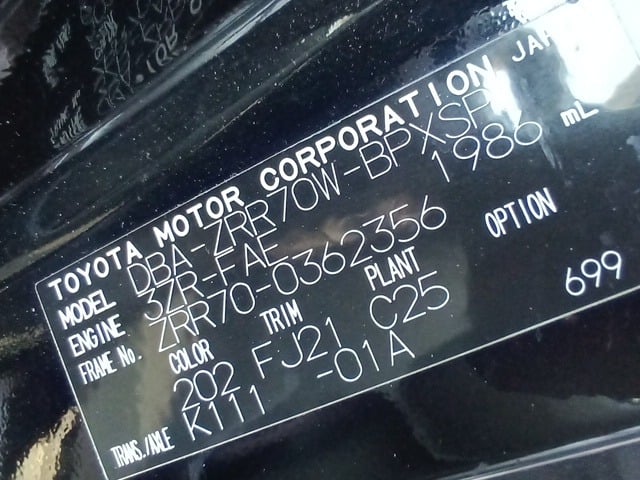 TOYOTA MOTOR CORPORATION JAPAN
MODEL DBA-ZRR70W-BPXSP
ENGINE 3ZR-FAE 1986 mL
FRAME No. ZRR70-0362356
COLOR TRIM PLANT OPTION
202 FJ21 C25 699
TRANS./AXLE K111 -01A